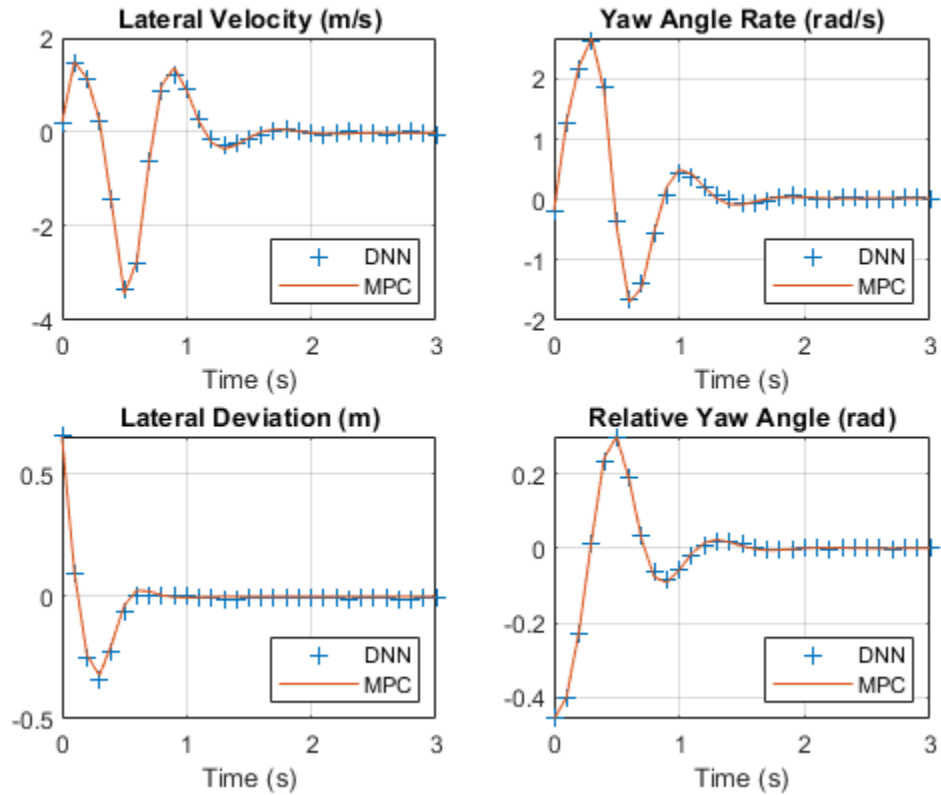 Lateral Velocity (m/s)
2
0
-2
-4
DNN
MPC
0
1
2
3
Time (s)
Yaw Angle Rate (rad/s)
2
1
0
-1
-2
DNN
MPC
0
1
2
3
Time (s)
Lateral Deviation (m)
0.5
0
-0.5
DNN
MPC
0
1
2
3
Time (s)
Relative Yaw Angle (rad)
0.2
0
-0.2
-0.4
DNN
MPC
0
1
2
3
Time (s)